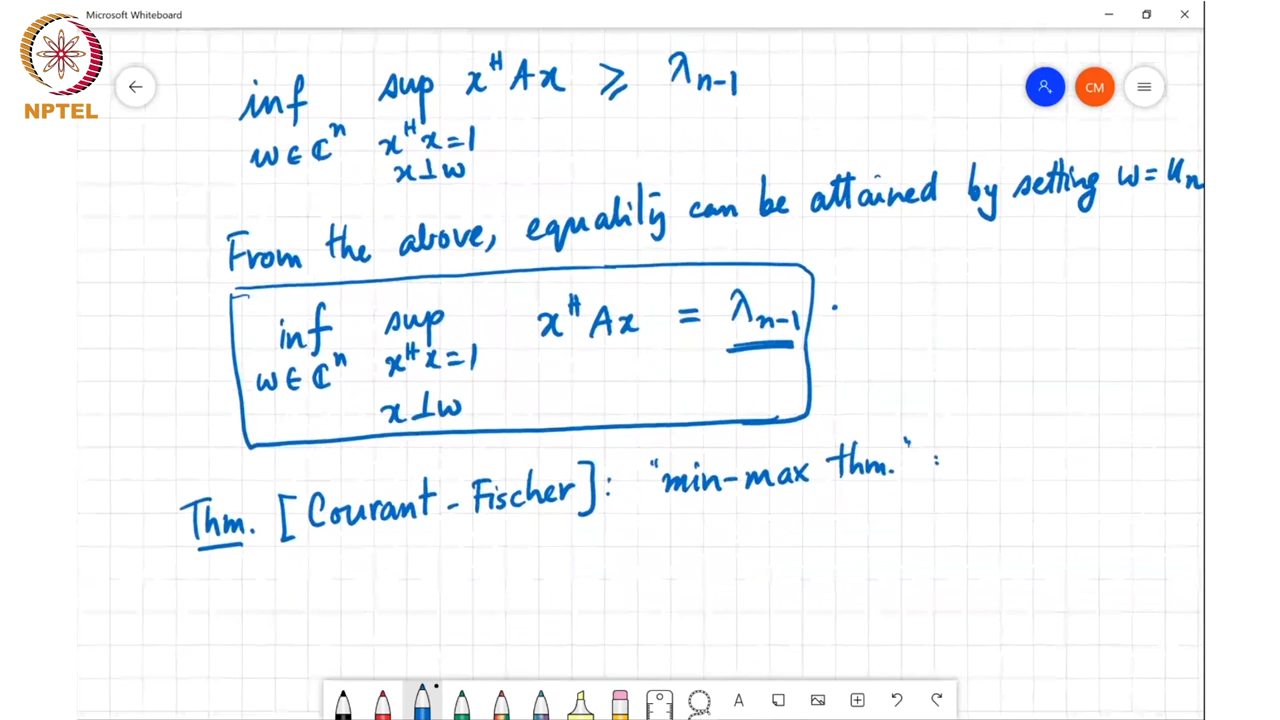 Microsoft Whiteboard
NPTEL
CM
inf sup x^H Ax ⩾ λ_{n-1}
w ∈ ℂ^n x^H x = 1
x ⊥ w
From the above, equality can be attained by setting w = u_n
inf sup x^H Ax = λ_{n-1} .
w ∈ ℂ^n x^H x = 1
x ⊥ w
Thm. [Courant - Fischer]: "min-max thm." :
A